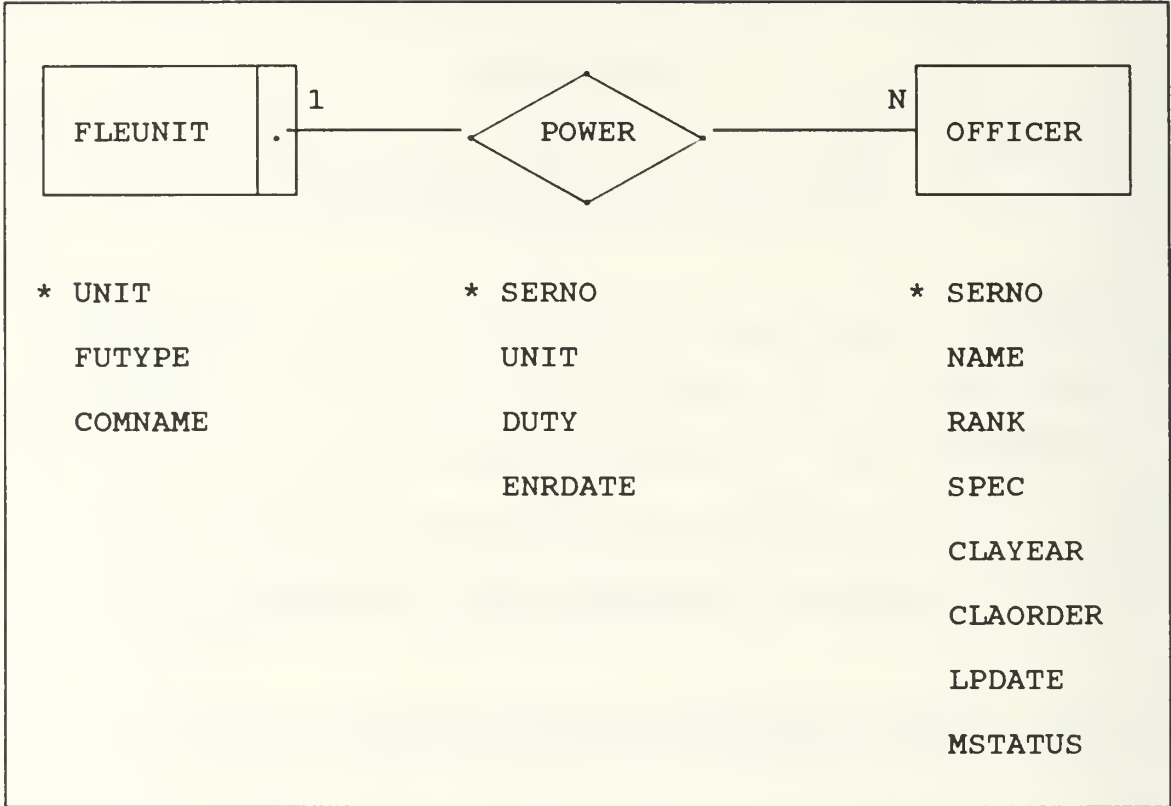 1 N
FLEUNIT . POWER OFFICER
* UNIT * SERNO * SERNO
FUTYPE UNIT NAME
COMNAME DUTY RANK
ENRDATE SPEC
CLAYEAR
CLAORDER
LPDATE
MSTATUS